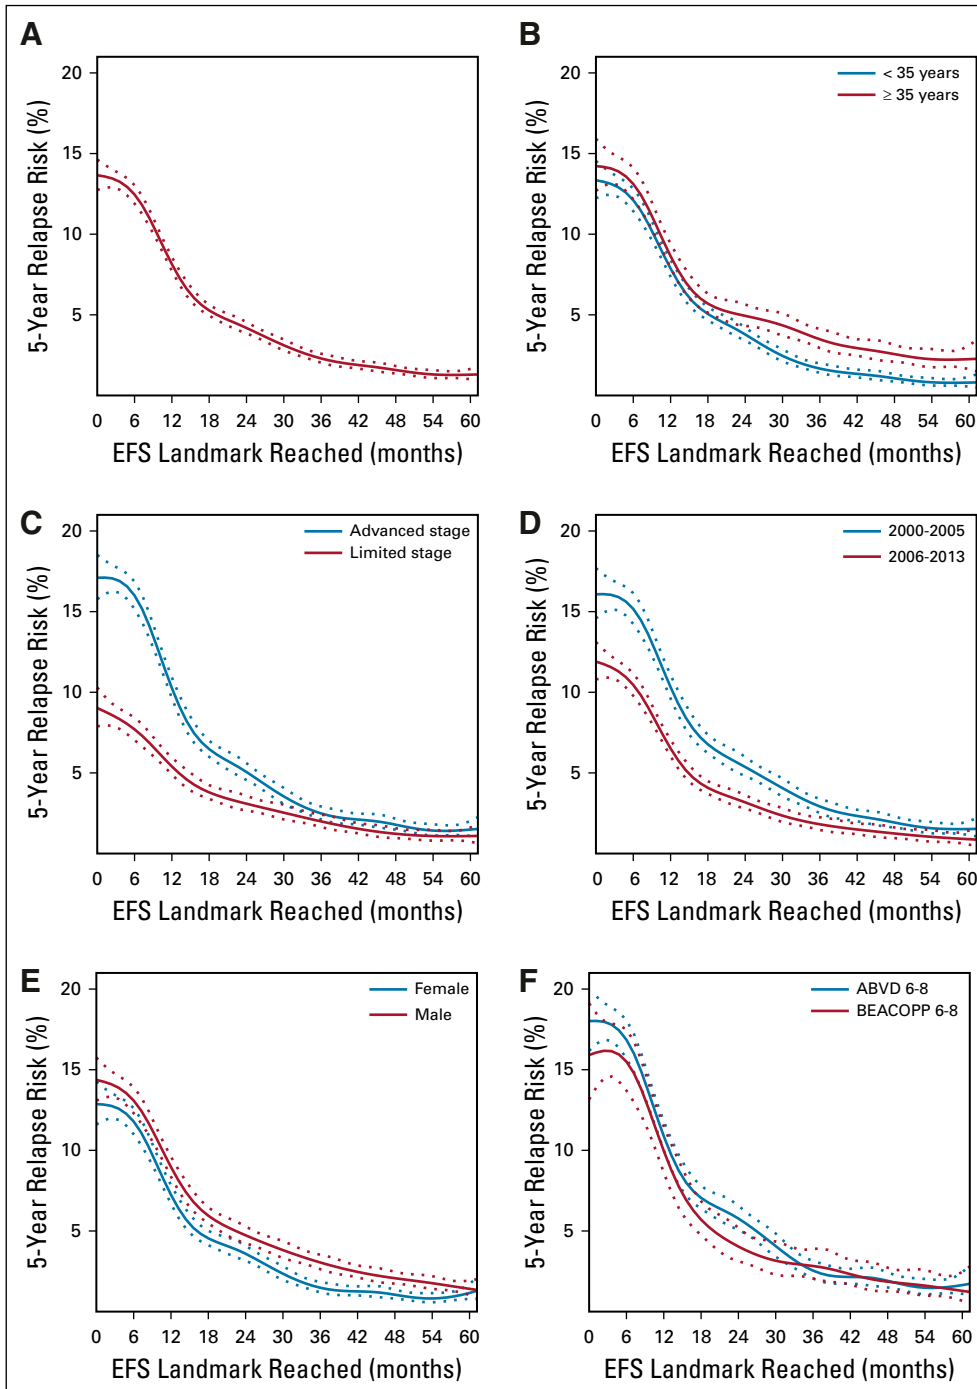 A
5-Year Relapse Risk (%)
20
15
10
5
0 6 12 18 24 30 36 42 48 54 60
EFS Landmark Reached (months)
B
5-Year Relapse Risk (%)
20
15
10
5
< 35 years
≥ 35 years
0 6 12 18 24 30 36 42 48 54 60
EFS Landmark Reached (months)
C
5-Year Relapse Risk (%)
20
15
10
5
Advanced stage
Limited stage
0 6 12 18 24 30 36 42 48 54 60
EFS Landmark Reached (months)
D
5-Year Relapse Risk (%)
20
15
10
5
2000-2005
2006-2013
0 6 12 18 24 30 36 42 48 54 60
EFS Landmark Reached (months)
E
5-Year Relapse Risk (%)
20
15
10
5
Female
Male
0 6 12 18 24 30 36 42 48 54 60
EFS Landmark Reached (months)
F
5-Year Relapse Risk (%)
20
15
10
5
ABVD 6-8
BEACOPP 6-8
0 6 12 18 24 30 36 42 48 54 60
EFS Landmark Reached (months)